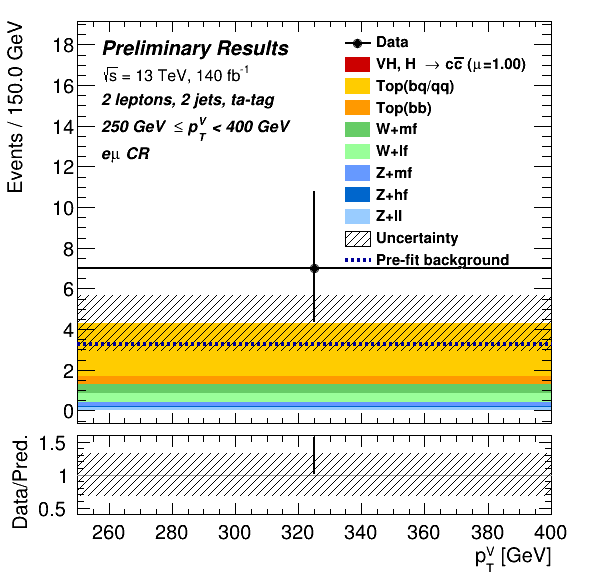 Events / 150.0 GeV
18
16
14
12
10
8
6
4
2
0
Preliminary Results
√s = 13 TeV, 140 fb⁻¹
2 leptons, 2 jets, ta-tag
250 GeV ≤ p_T^V < 400 GeV
eμ CR
Data
VH, H → cc̅ (μ=1.00)
Top(bq/qq)
Top(bb)
W+mf
W+lf
Z+mf
Z+hf
Z+ll
Uncertainty
Pre-fit background
Data/Pred.
1.5
1
0.5
260 280 300 320 340 360 380 400
p_T^V [GeV]